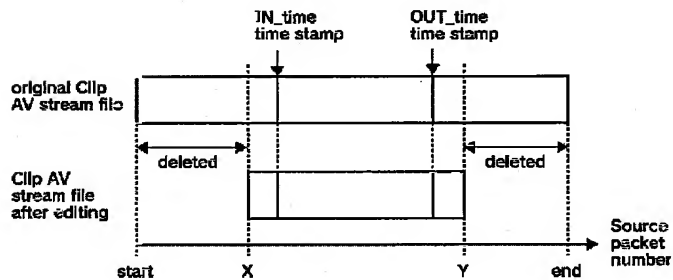 IN_time
time stamp
OUT_time
time stamp
original Clip
AV stream file
deleted
deleted
Clip AV
stream file
after editing
Source
packet
number
start
X
Y
end